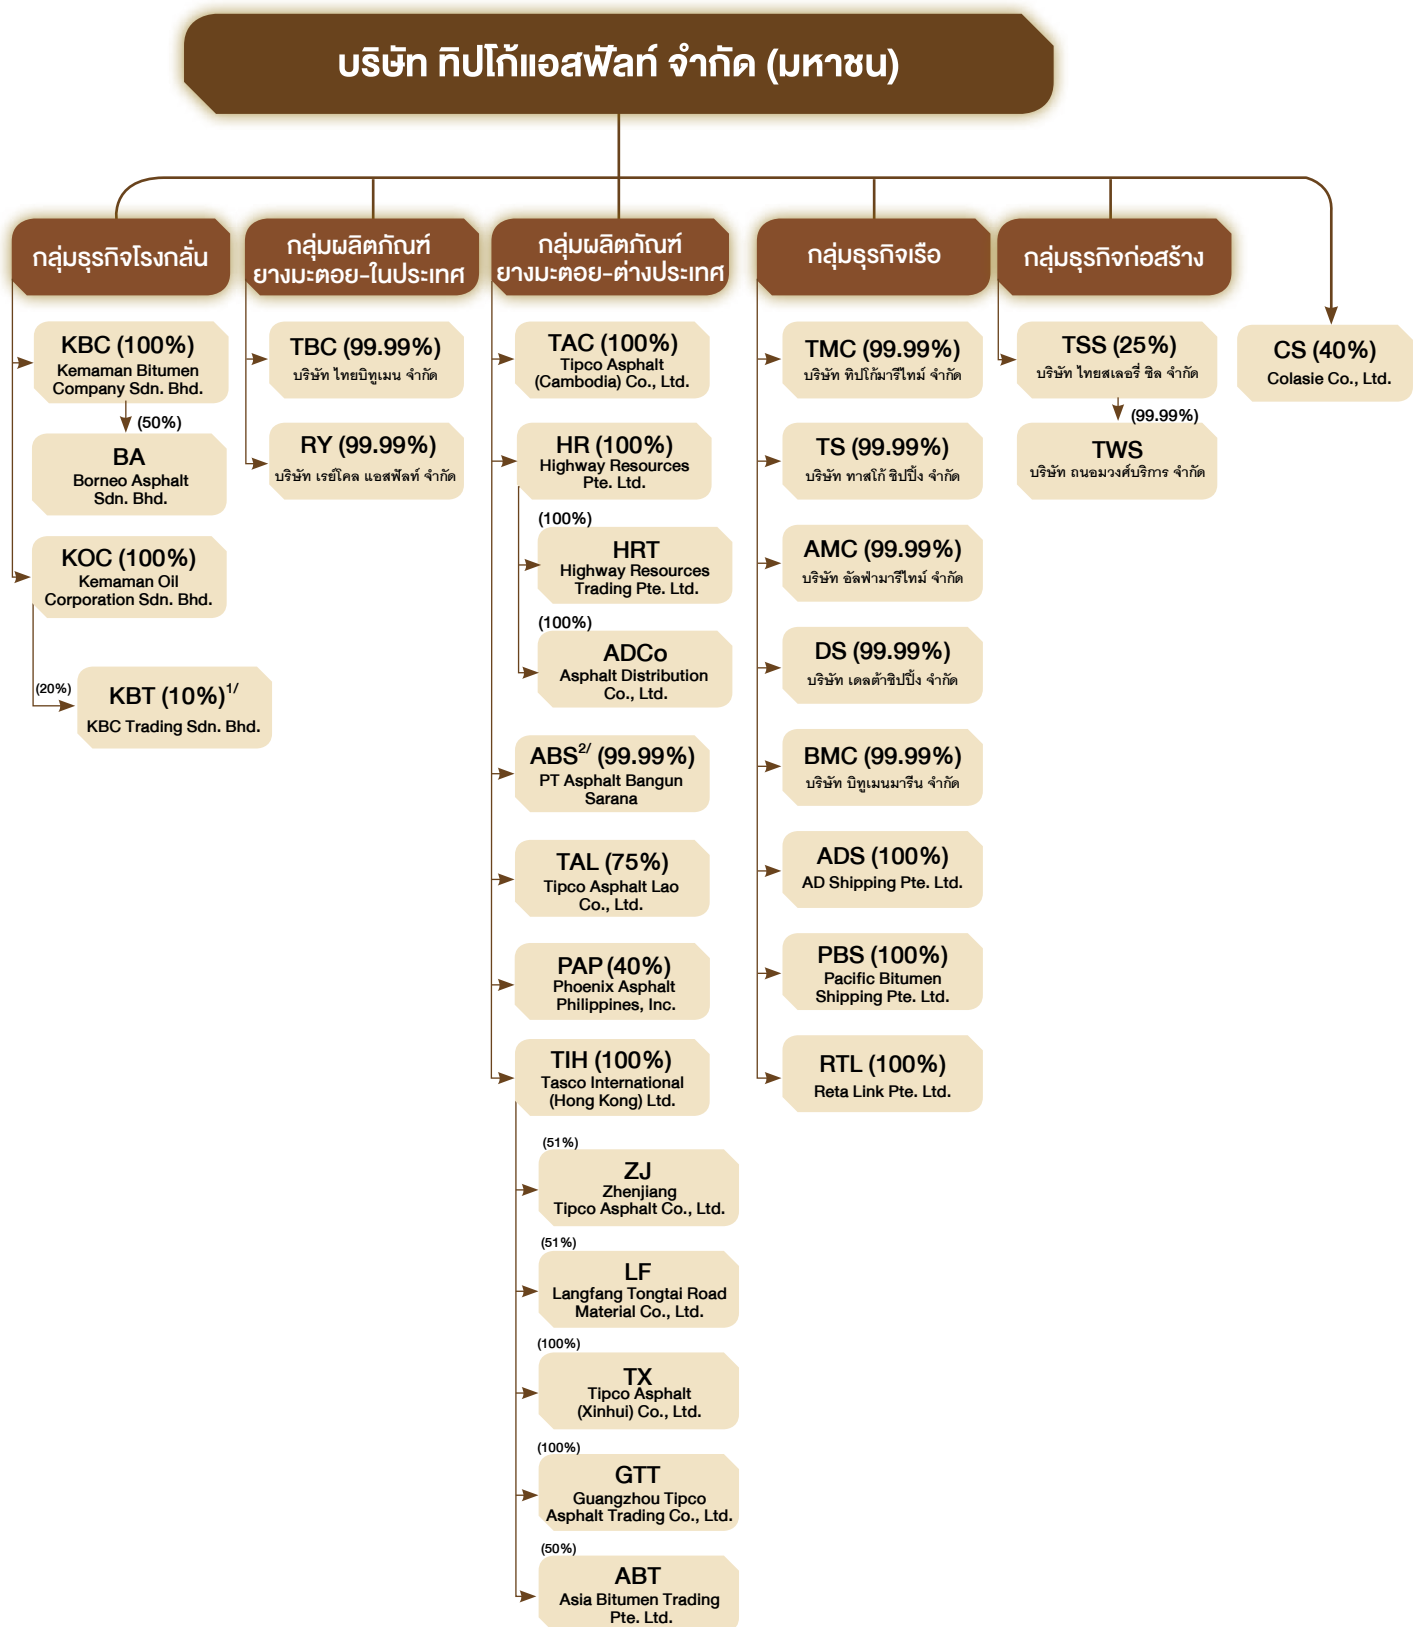 บริษัท ทิปโก้แอสฟัลท์ จำกัด (มหาชน)
กลุ่มธุรกิจโรงกลั่น
KBC (100%)
Kemaman Bitumen
Company Sdn. Bhd.
(50%)
BA
Borneo Asphalt
Sdn. Bhd.
KOC (100%)
Kemaman Oil
Corporation Sdn. Bhd.
(20%)
KBT (10%)1/
KBC Trading Sdn. Bhd.
กลุ่มผลิตภัณฑ์
ยางมะตอย-ในประเทศ
TBC (99.99%)
บริษัท ไทยบิทูเมน จำกัด
RY (99.99%)
บริษัท เรย์โคล แอสฟัลท์ จำกัด
กลุ่มผลิตภัณฑ์
ยางมะตอย-ต่างประเทศ
TAC (100%)
Tipco Asphalt
(Cambodia) Co., Ltd.
HR (100%)
Highway Resources
Pte. Ltd.
(100%)
HRT
Highway Resources
Trading Pte. Ltd.
(100%)
ADCo
Asphalt Distribution
Co., Ltd.
ABS2/ (99.99%)
PT Asphalt Bangun
Sarana
TAL (75%)
Tipco Asphalt Lao
Co., Ltd.
PAP (40%)
Phoenix Asphalt
Philippines, Inc.
TIH (100%)
Tasco International
(Hong Kong) Ltd.
(51%)
ZJ
Zhenjiang
Tipco Asphalt Co., Ltd.
(51%)
LF
Langfang Tongtai Road
Material Co., Ltd.
(100%)
TX
Tipco Asphalt
(Xinhui) Co., Ltd.
(100%)
GTT
Guangzhou Tipco
Asphalt Trading Co., Ltd.
(50%)
ABT
Asia Bitumen Trading
Pte. Ltd.
กลุ่มธุรกิจเรือ
TMC (99.99%)
บริษัท ทิปโก้มารีไทม์ จำกัด
TS (99.99%)
บริษัท ทาสโก้ ชิปปิ้ง จำกัด
AMC (99.99%)
บริษัท อัลฟ่ามารีไทม์ จำกัด
DS (99.99%)
บริษัท เดลต้าชิปปิ้ง จำกัด
BMC (99.99%)
บริษัท บิทูเมนมารีน จำกัด
ADS (100%)
AD Shipping Pte. Ltd.
PBS (100%)
Pacific Bitumen
Shipping Pte. Ltd.
RTL (100%)
Reta Link Pte. Ltd.
กลุ่มธุรกิจก่อสร้าง
TSS (25%)
บริษัท ไทยสเลอรี่ ซีล จำกัด
(99.99%)
TWS
บริษัท ถนอมวงศ์บริการ จำกัด
CS (40%)
Colasie Co., Ltd.